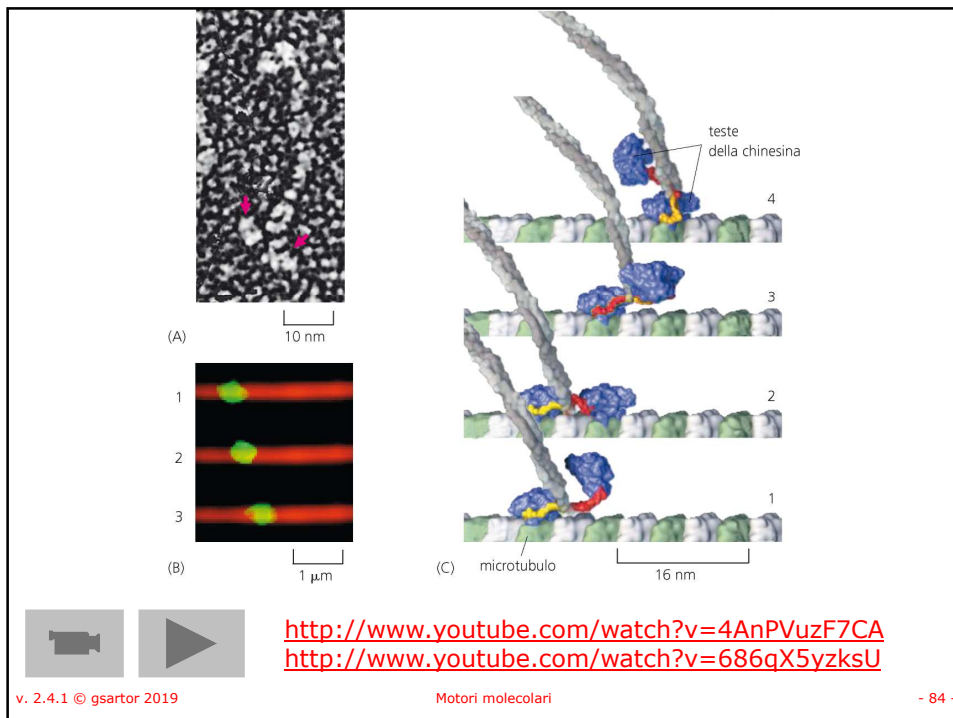 teste
della chinesina
4
3
(A)
10 nm
1
2
2
3
1
(B)
1 μm
(C)
microtubulo
16 nm
http://www.youtube.com/watch?v=4AnPVuzF7CA
http://www.youtube.com/watch?v=686qX5yzksU
v. 2.4.1 © gsartor 2019
Motori molecolari
- 84 -